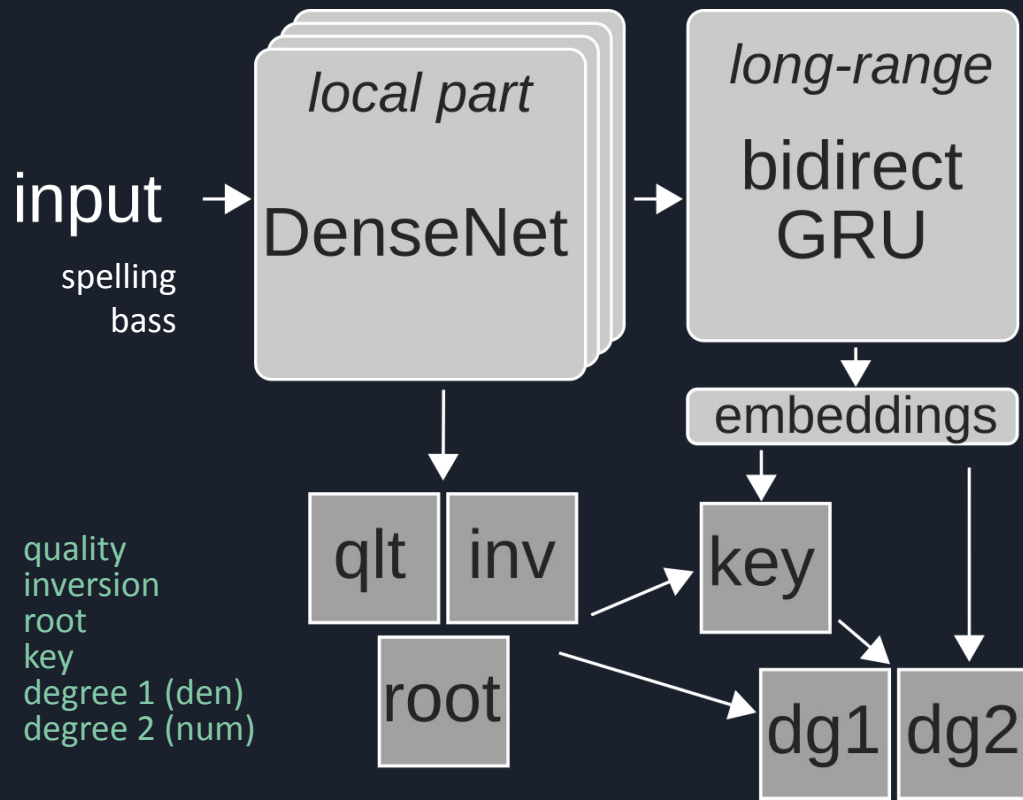 input
spelling
bass
local part
DenseNet
long-range
bidirect
GRU
embeddings
qlt
inv
root
key
dg1
dg2
quality
inversion
root
key
degree 1 (den)
degree 2 (num)